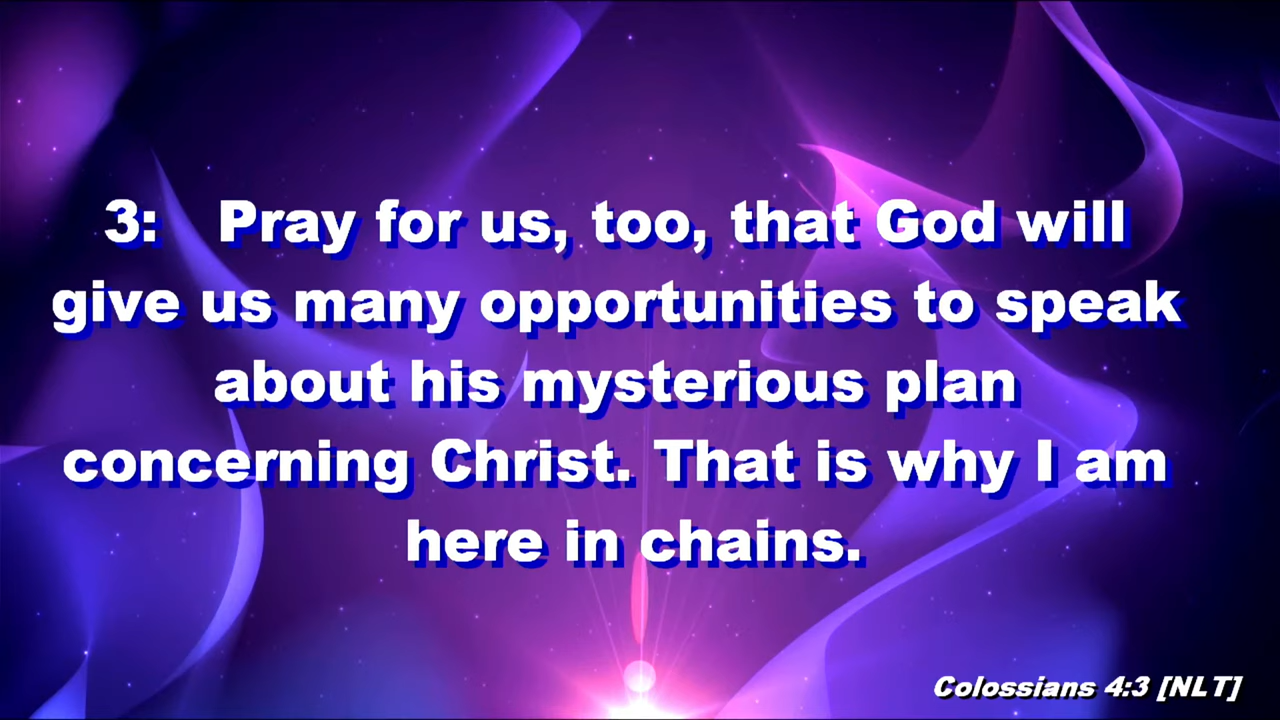 3: Pray for us, too, that God will
give us many opportunities to speak
about his mysterious plan
concerning Christ. That is why I am
here in chains.
Colossians 4:3 [NLT]